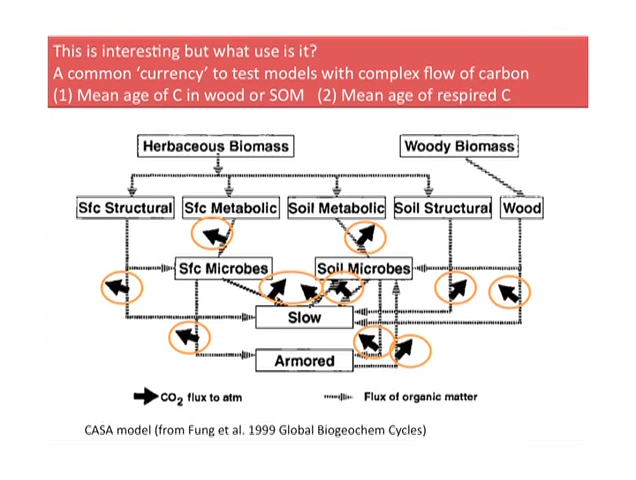 This is interesting but what use is it?
A common ‘currency’ to test models with complex flow of carbon
(1) Mean age of C in wood or SOM (2) Mean age of respired C
Herbaceous Biomass
Woody Biomass
Sfc Structural
Sfc Metabolic
Soil Metabolic
Soil Structural
Wood
Sfc Microbes
Soil Microbes
Slow
Armored
CO2 flux to atm
Flux of organic matter
CASA model (from Fung et al. 1999 Global Biogeochem Cycles)